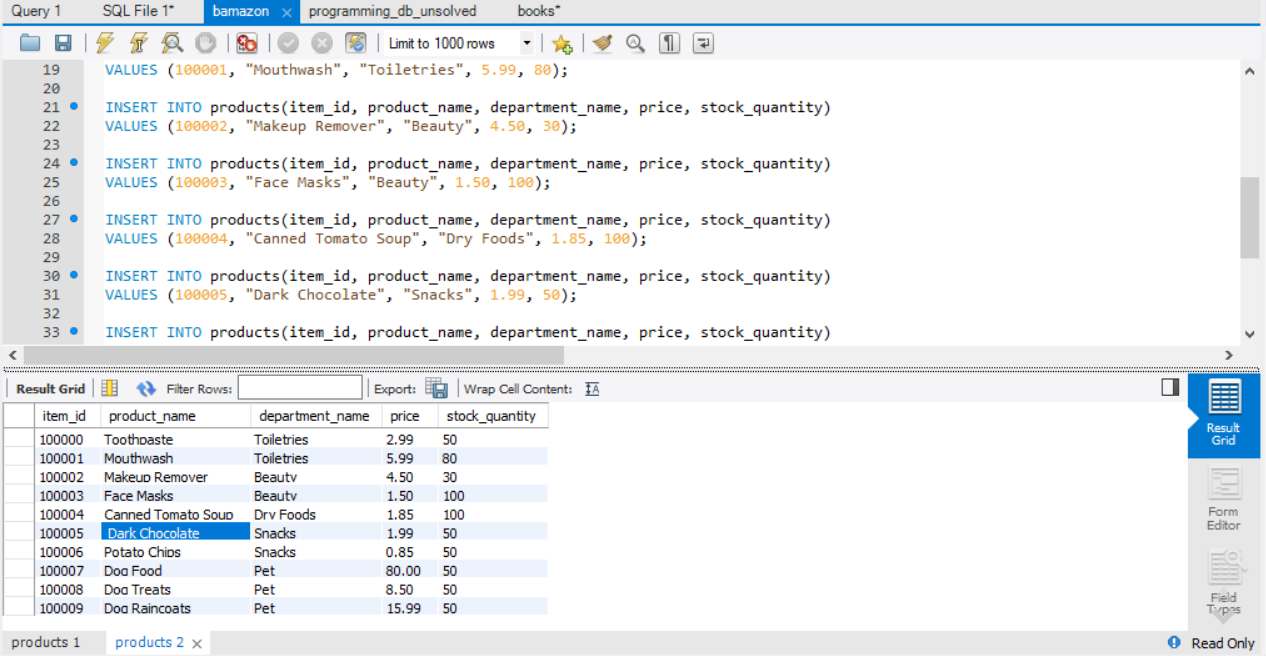 Query 1 SQL File 1* bamazon programming_db_unsolved books*
Limit to 1000 rows
19 VALUES (100001, "Mouthwash", "Toiletries", 5.99, 80);
20
21 INSERT INTO products(item_id, product_name, department_name, price, stock_quantity)
22 VALUES (100002, "Makeup Remover", "Beauty", 4.50, 30);
23
24 INSERT INTO products(item_id, product_name, department_name, price, stock_quantity)
25 VALUES (100003, "Face Masks", "Beauty", 1.50, 100);
26
27 INSERT INTO products(item_id, product_name, department_name, price, stock_quantity)
28 VALUES (100004, "Canned Tomato Soup", "Dry Foods", 1.85, 100);
29
30 INSERT INTO products(item_id, product_name, department_name, price, stock_quantity)
31 VALUES (100005, "Dark Chocolate", "Snacks", 1.99, 50);
32
33 INSERT INTO products(item_id, product_name, department_name, price, stock_quantity)
Result Grid Filter Rows: Export: Wrap Cell Content:
item_id product_name department_name price stock_quantity
100000 Toothpaste Toiletries 2.99 50
100001 Mouthwash Toiletries 5.99 80
100002 Makeup Remover Beauty 4.50 30
100003 Face Masks Beauty 1.50 100
100004 Canned Tomato Soup Dry Foods 1.85 100
100005 Dark Chocolate Snacks 1.99 50
100006 Potato Chips Snacks 0.85 50
100007 Dog Food Pet 80.00 50
100008 Dog Treats Pet 8.50 50
100009 Dog Raincoats Pet 15.99 50
Result
Grid
Form
Editor
Field
Types
products 1 products 2 Read Only